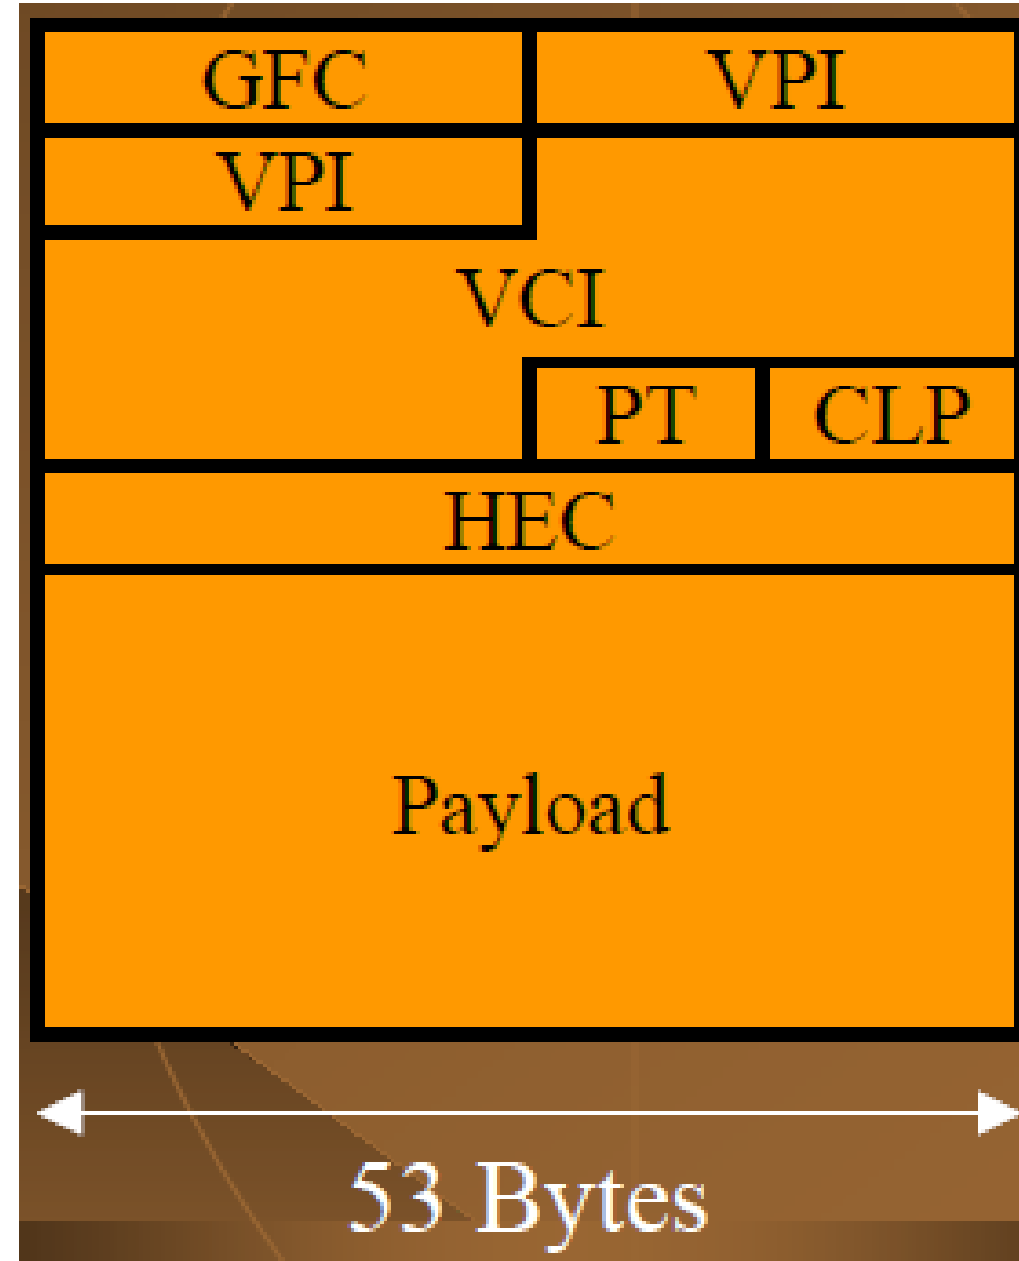 GFC VPI
VPI
VCI
PT CLP
HEC
Payload
53 Bytes